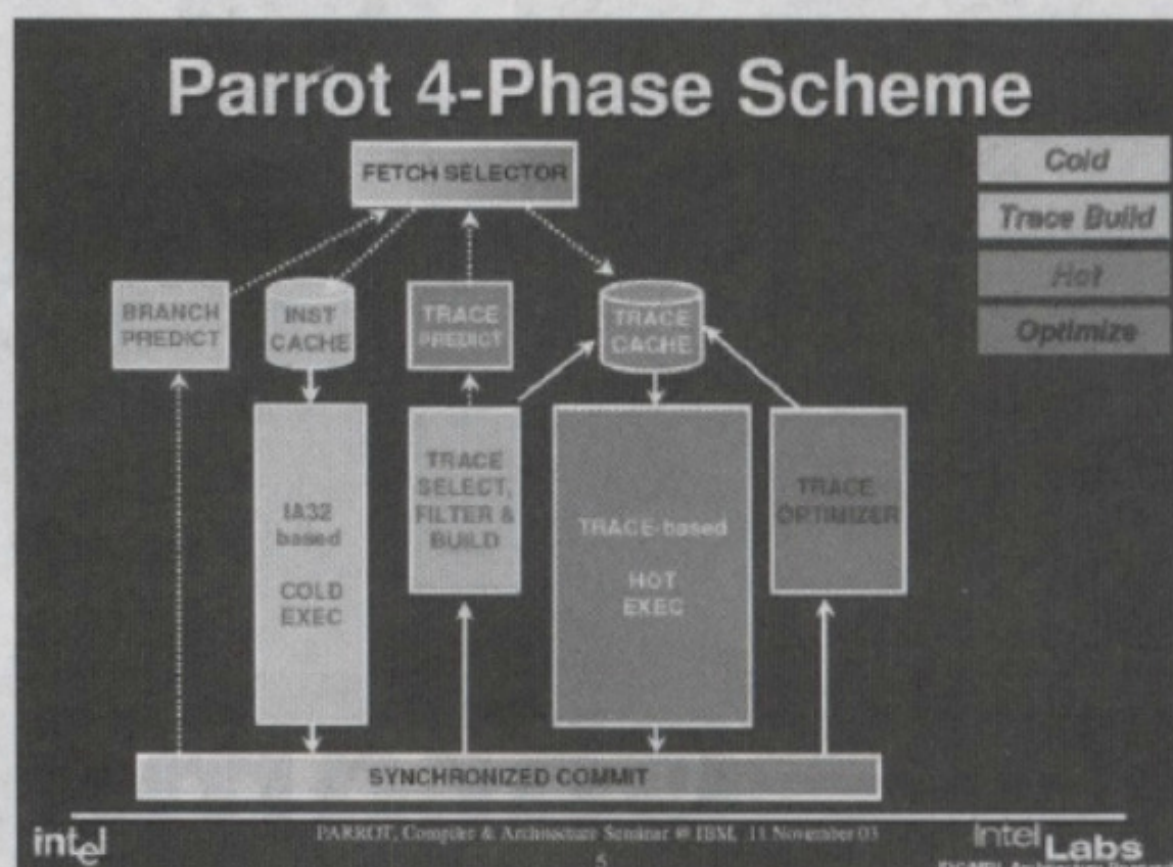 Parrot 4-Phase Scheme
FETCH SELECTOR
Cold
Trace Build
Hot
Optimize
BRANCH
PREDICT
INST
CACHE
TRACE
PREDICT
TRACE
CACHE
IA32
based
COLD
EXEC
TRACE
SELECT,
FILTER &
BUILD
TRACE-based
HOT
EXEC
TRACE
OPTIMIZER
SYNCHRONIZED COMMIT
intel
PARROT, Compiler & Architecture Seminar @ IBM, 11 November 03
5
Intel Labs